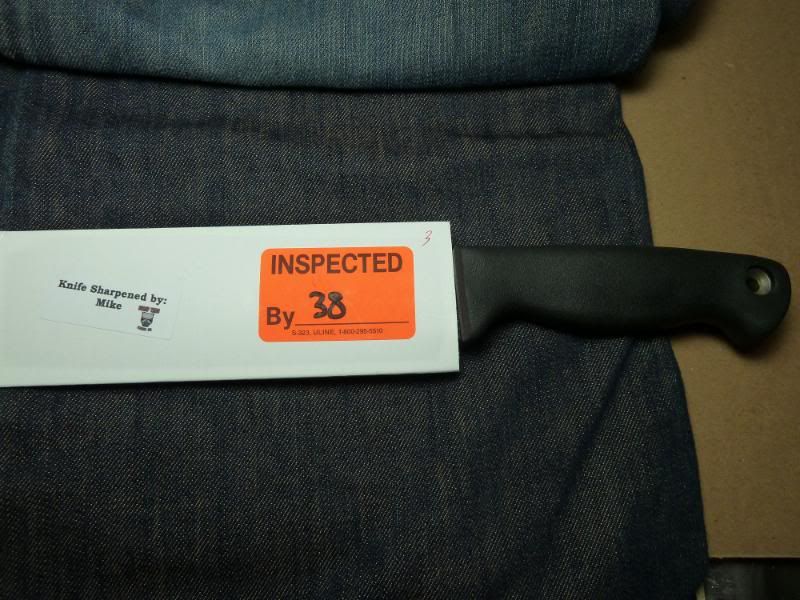 Knife Sharpened by:
Mike
3
INSPECTED
By 38
S-323, ULINE, 1-800-295-5510